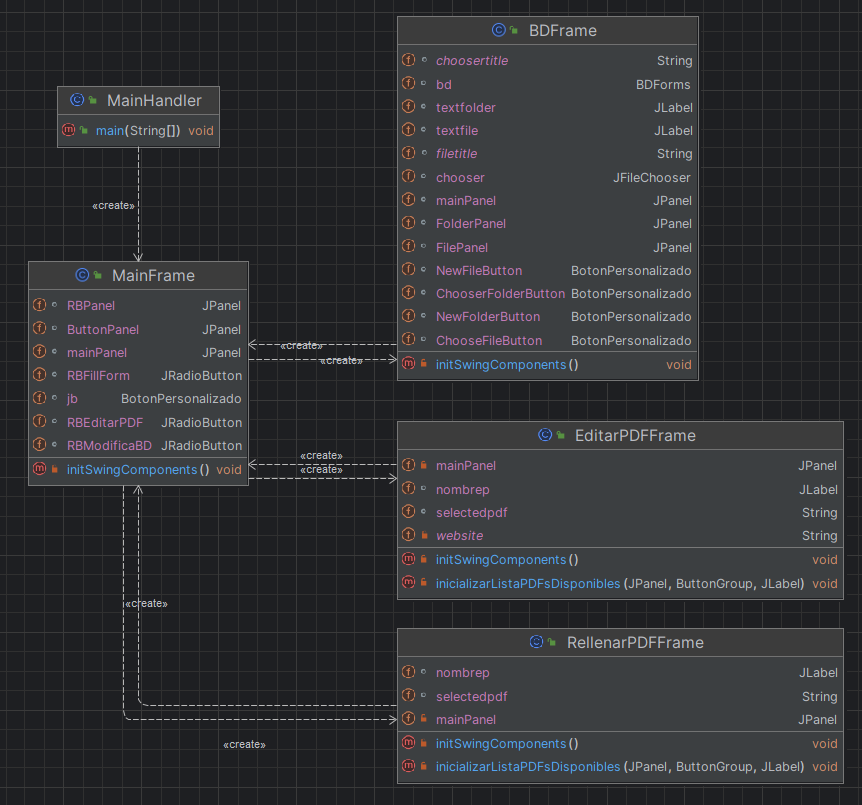 MainHandler
main(String[]) void
«create»
MainFrame
RBPanel JPanel
ButtonPanel JPanel
mainPanel JPanel
RBFillForm JRadioButton
jb BotonPersonalizado
RBEditarPDF JRadioButton
RBModificaBD JRadioButton
initSwingComponents() void
BDFrame
choosertitle String
bd BDForms
textfolder JLabel
textfile JLabel
filetitle String
chooser JFileChooser
mainPanel JPanel
FolderPanel JPanel
FilePanel JPanel
NewFileButton BotonPersonalizado
ChooserFolderButton BotonPersonalizado
NewFolderButton BotonPersonalizado
ChooseFileButton BotonPersonalizado
initSwingComponents() void
«create»
«create»
«create»
«create»
EditarPDFFrame
mainPanel JPanel
nombrep JLabel
selectedpdf String
website String
initSwingComponents() void
inicializarListaPDFsDisponibles(JPanel, ButtonGroup, JLabel) void
«create»
«create»
RellenarPDFFrame
nombrep JLabel
selectedpdf String
mainPanel JPanel
initSwingComponents() void
inicializarListaPDFsDisponibles(JPanel, ButtonGroup, JLabel) void